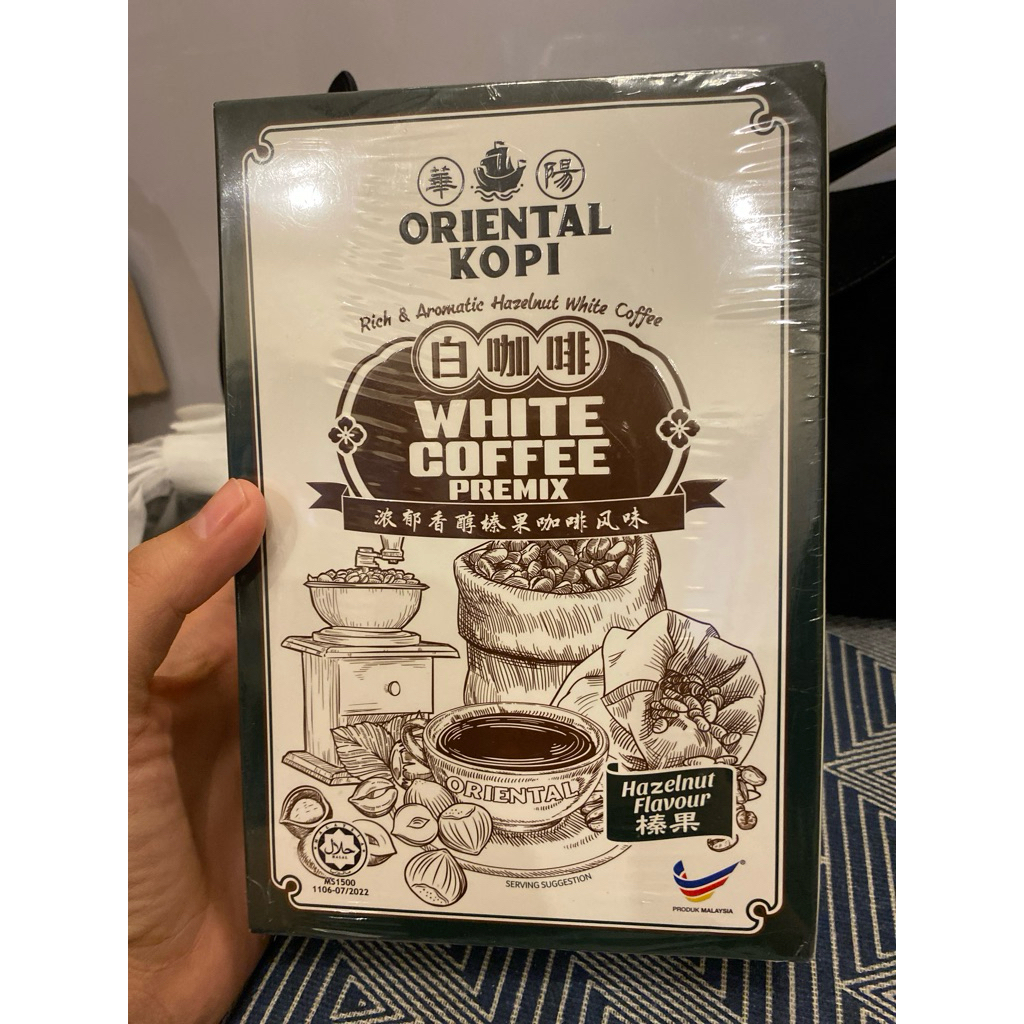 華 陽
ORIENTAL
KOPI
Rich & Aromatic Hazelnut White Coffee
白咖啡
WHITE
COFFEE
PREMIX
浓郁香醇榛果咖啡风味
ORIENTAL
Hazelnut
Flavour
榛果
حلال
HALAL
MS1500
1106-07/2022
SERVING SUGGESTION
®
PRODUK MALAYSIA